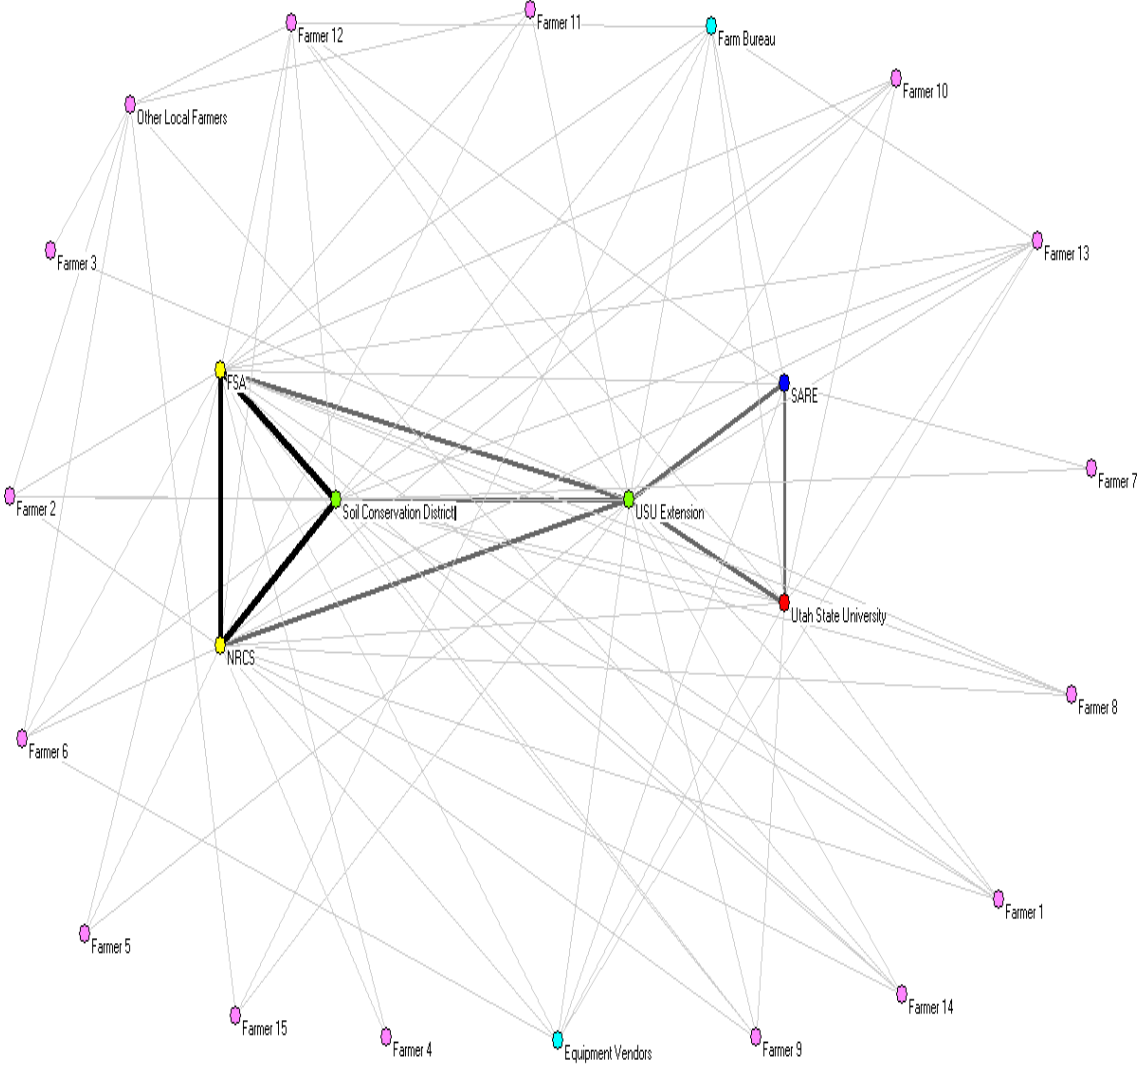 Farmer 11
Farmer 12
Farm Bureau
Farmer 10
Other Local Farmers
Farmer 13
Farmer 3
FSA
SARE
Farmer 7
Farmer 2
Soil Conservation District
USU Extension
Utah State University
NRCS
Farmer 8
Farmer 6
Farmer 1
Farmer 5
Farmer 14
Farmer 15
Farmer 4
Equipment Vendors
Farmer 9